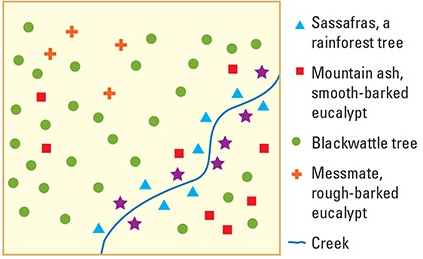 Sassafras, a
rainforest tree
Mountain ash,
smooth-barked
eucalypt
Blackwattle tree
Messmate,
rough-barked
eucalypt
Creek